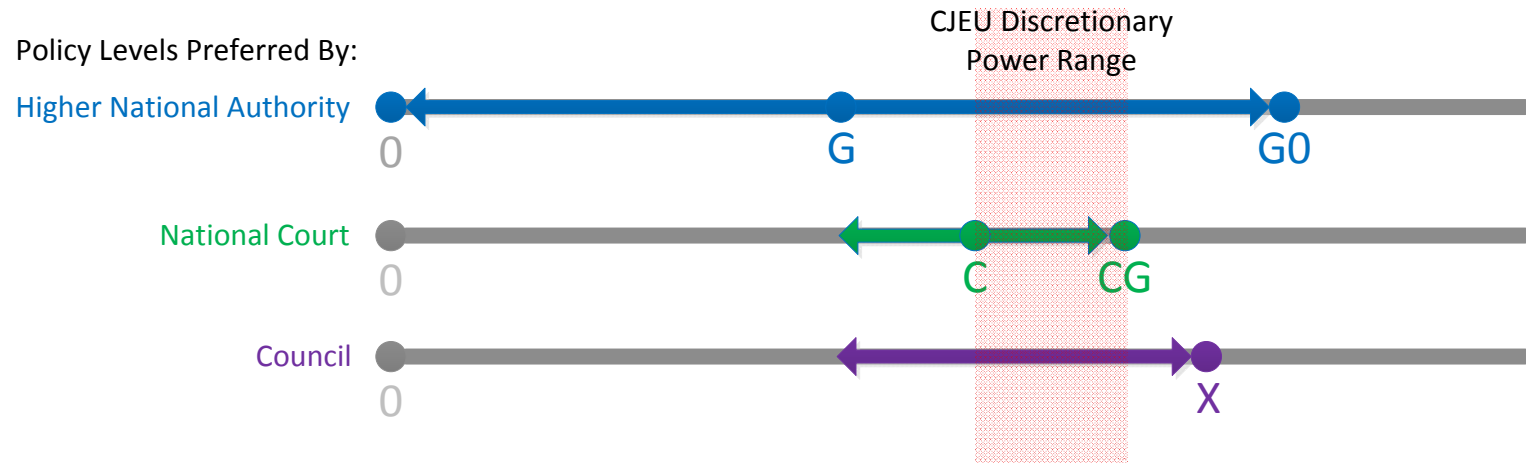 CJEU Discretionary
Power Range
Policy Levels Preferred By:
Higher National Authority
0
G
G0
National Court
0
C
CG
Council
0
X